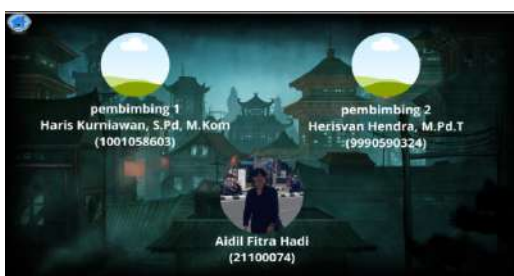 pembimbing 1
Haris Kurniawan, S.Pd, M.Kom
(1001058603)
pembimbing 2
Herisvan Hendra, M.Pd.T
(9990590324)
Aidil Fitra Hadi
(21100074)